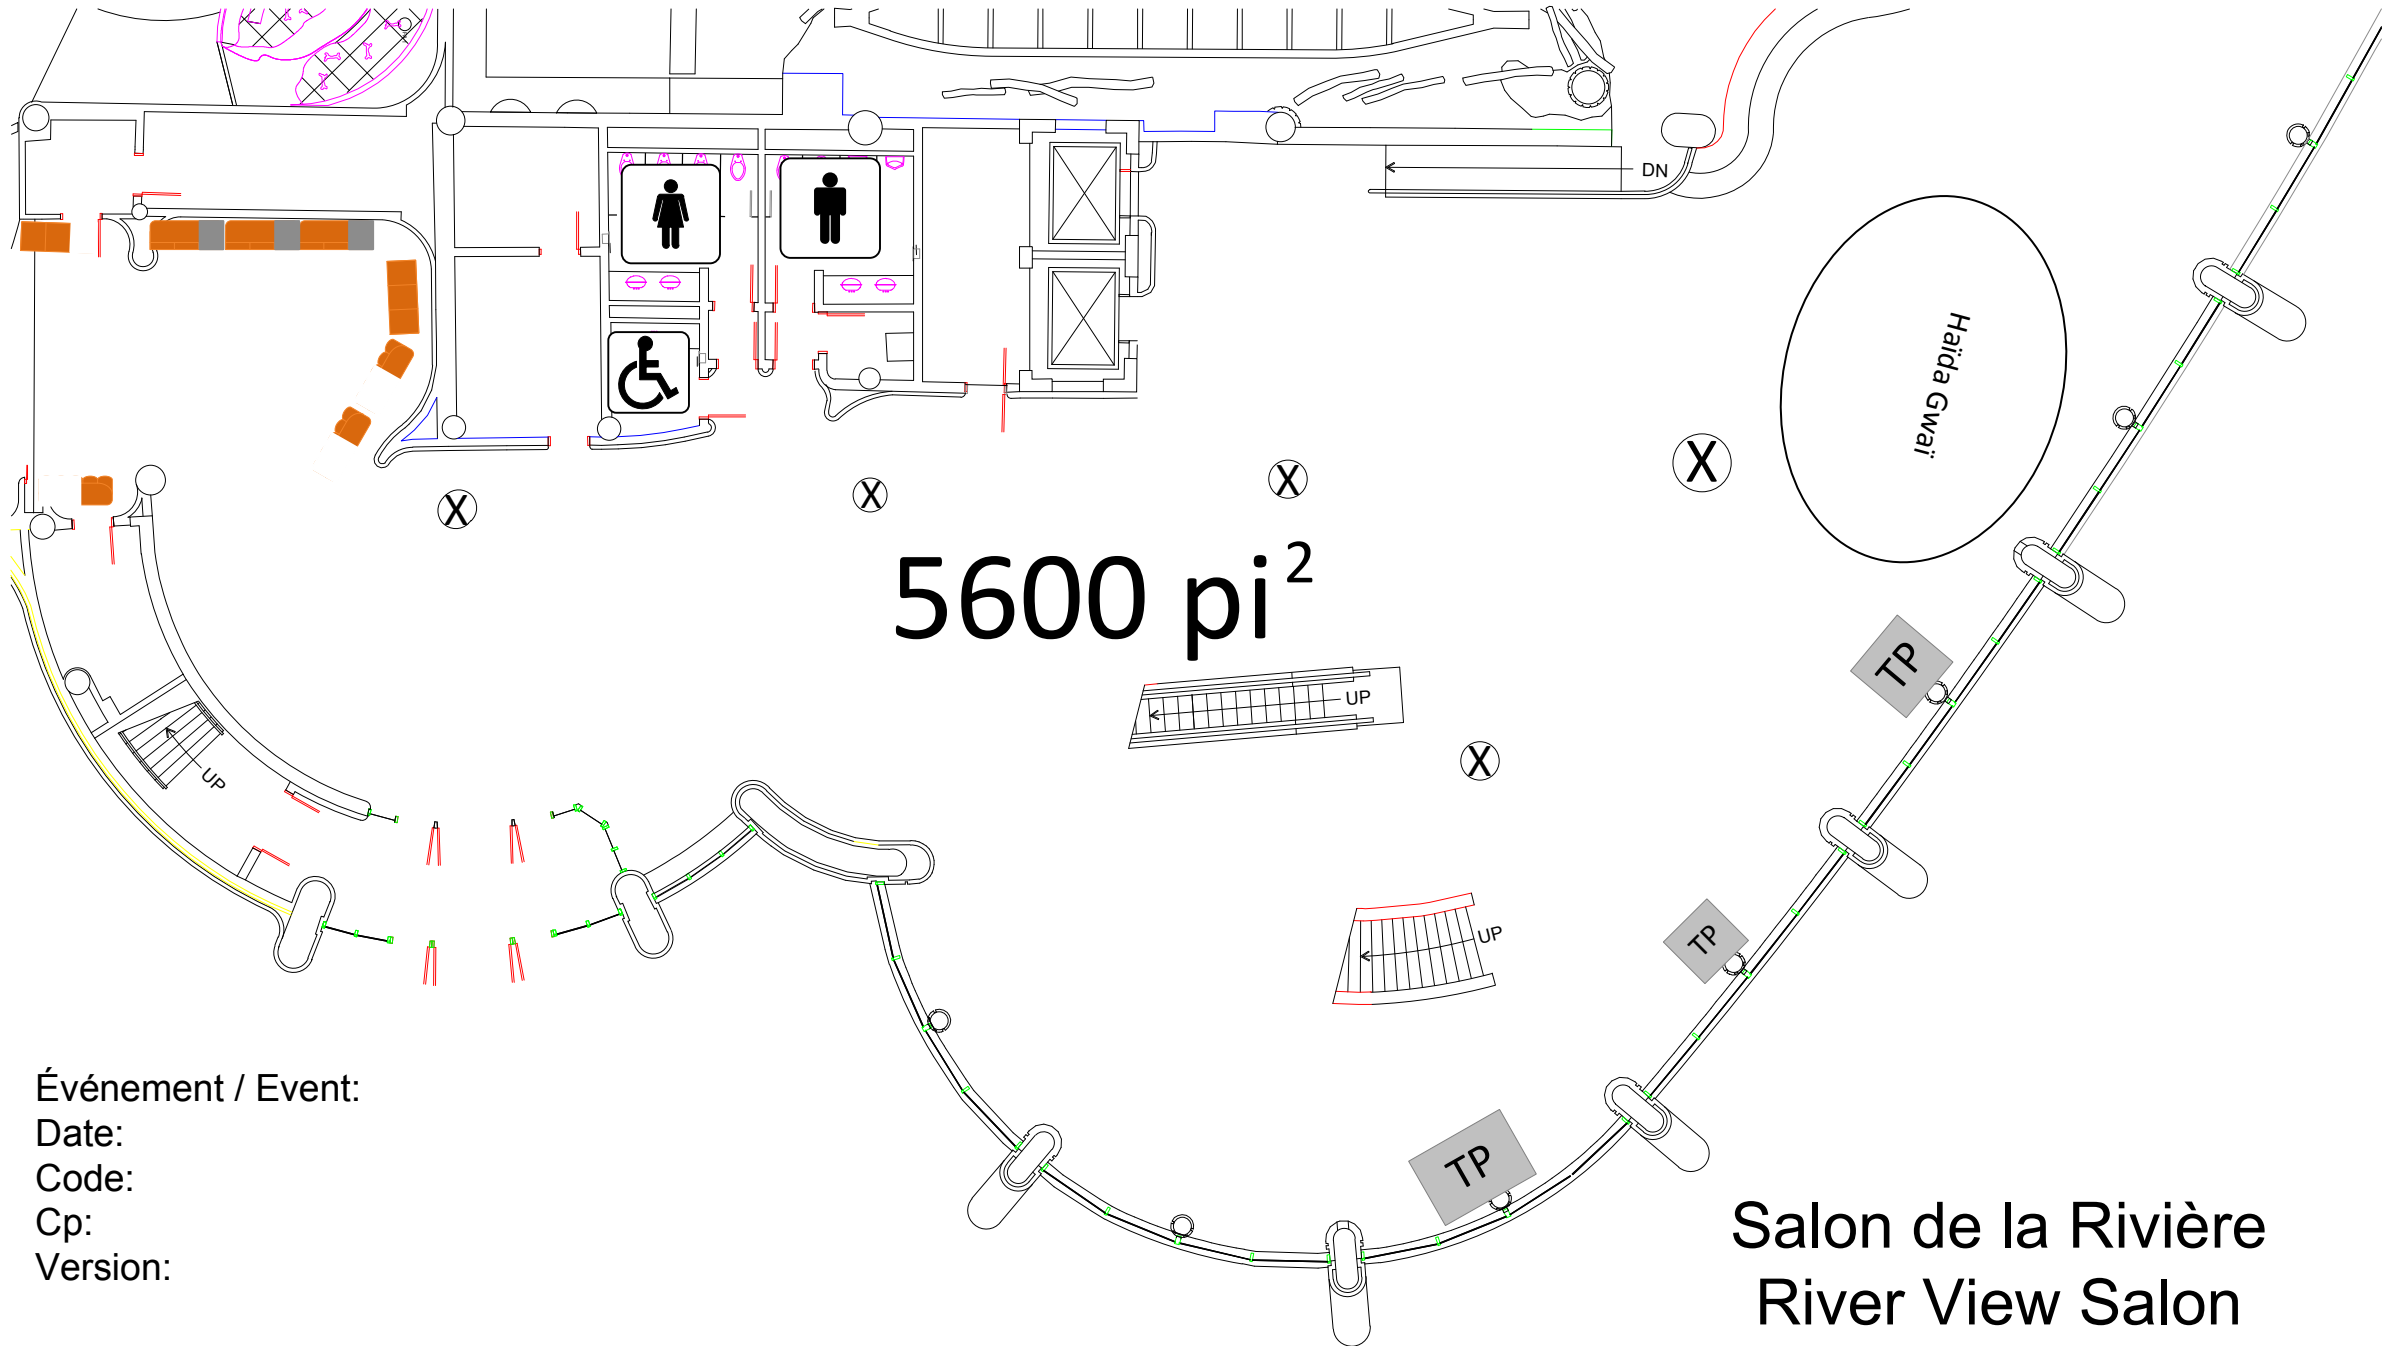 DN
Haïda Gwaï
X
X
X
X
5600 pi²
TP
UP
X
UP
UP
TP
TP
Événement / Event:
Date:
Code:
Cp:
Version:
Salon de la Rivière
River View Salon